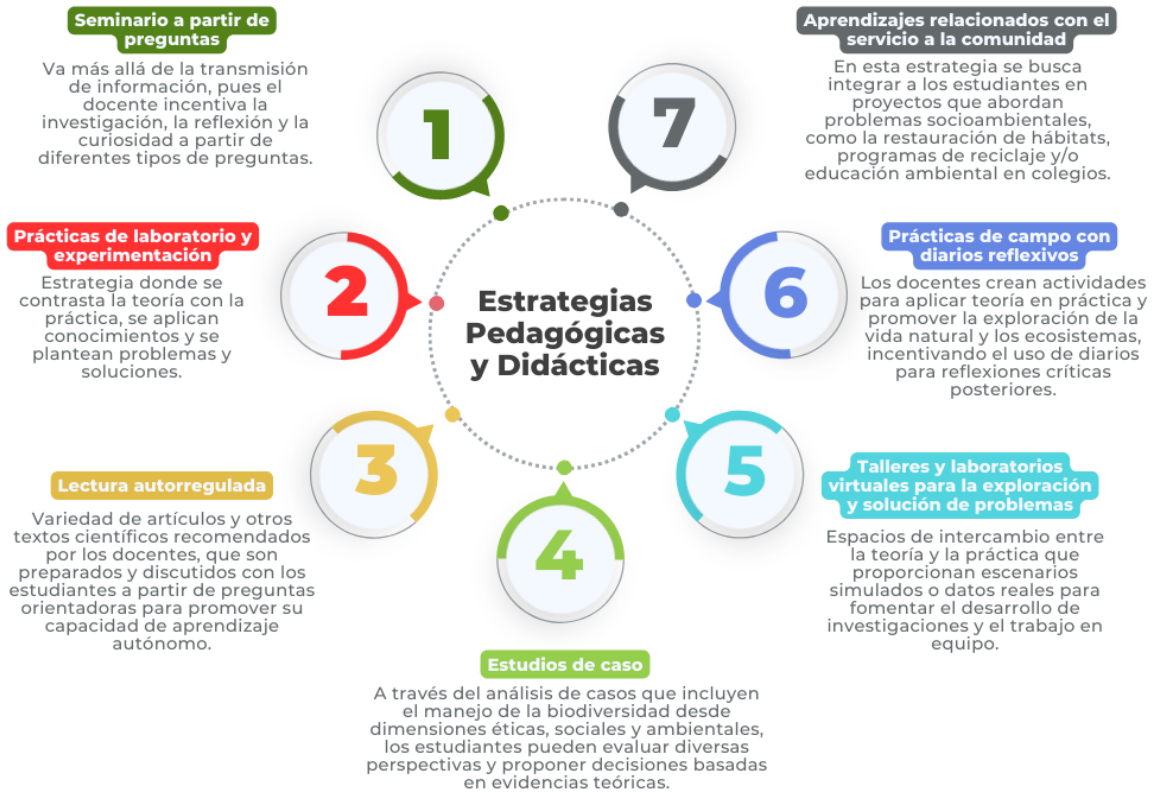 Seminario a partir de
preguntas
Va más allá de la transmisión
de información, pues el
docente incentiva la
investigación, la reflexión y la
curiosidad a partir de
diferentes tipos de preguntas.
1
Prácticas de laboratorio y
experimentación
Estrategia donde se
contrasta la teoría con la
práctica, se aplican
conocimientos y se
plantean problemas y
soluciones.
2
Lectura autorregulada
Variedad de artículos y otros
textos científicos recomendados
por los docentes, que son
preparados y discutidos con los
estudiantes a partir de preguntas
orientadoras para promover su
capacidad de aprendizaje
autónomo.
3
Estrategias
Pedagógicas
y Didácticas
4
Estudios de caso
A través del análisis de casos que incluyen
el manejo de la biodiversidad desde
dimensiones éticas, sociales y ambientales,
los estudiantes pueden evaluar diversas
perspectivas y proponer decisiones basadas
en evidencias teóricas.
5
Talleres y laboratorios
virtuales para la exploración
y solución de problemas
Espacios de intercambio entre
la teoría y la práctica que
proporcionan escenarios
simulados o datos reales para
fomentar el desarrollo de
investigaciones y el trabajo en
equipo.
6
Prácticas de campo con
diarios reflexivos
Los docentes crean actividades
para aplicar teoría en práctica y
promover la exploración de la
vida natural y los ecosistemas,
incentivando el uso de diarios
para reflexiones críticas
posteriores.
7
Aprendizajes relacionados con el
servicio a la comunidad
En esta estrategia se busca
integrar a los estudiantes en
proyectos que abordan
problemas socioambientales,
como la restauración de hábitats,
programas de reciclaje y/o
educación ambiental en colegios.